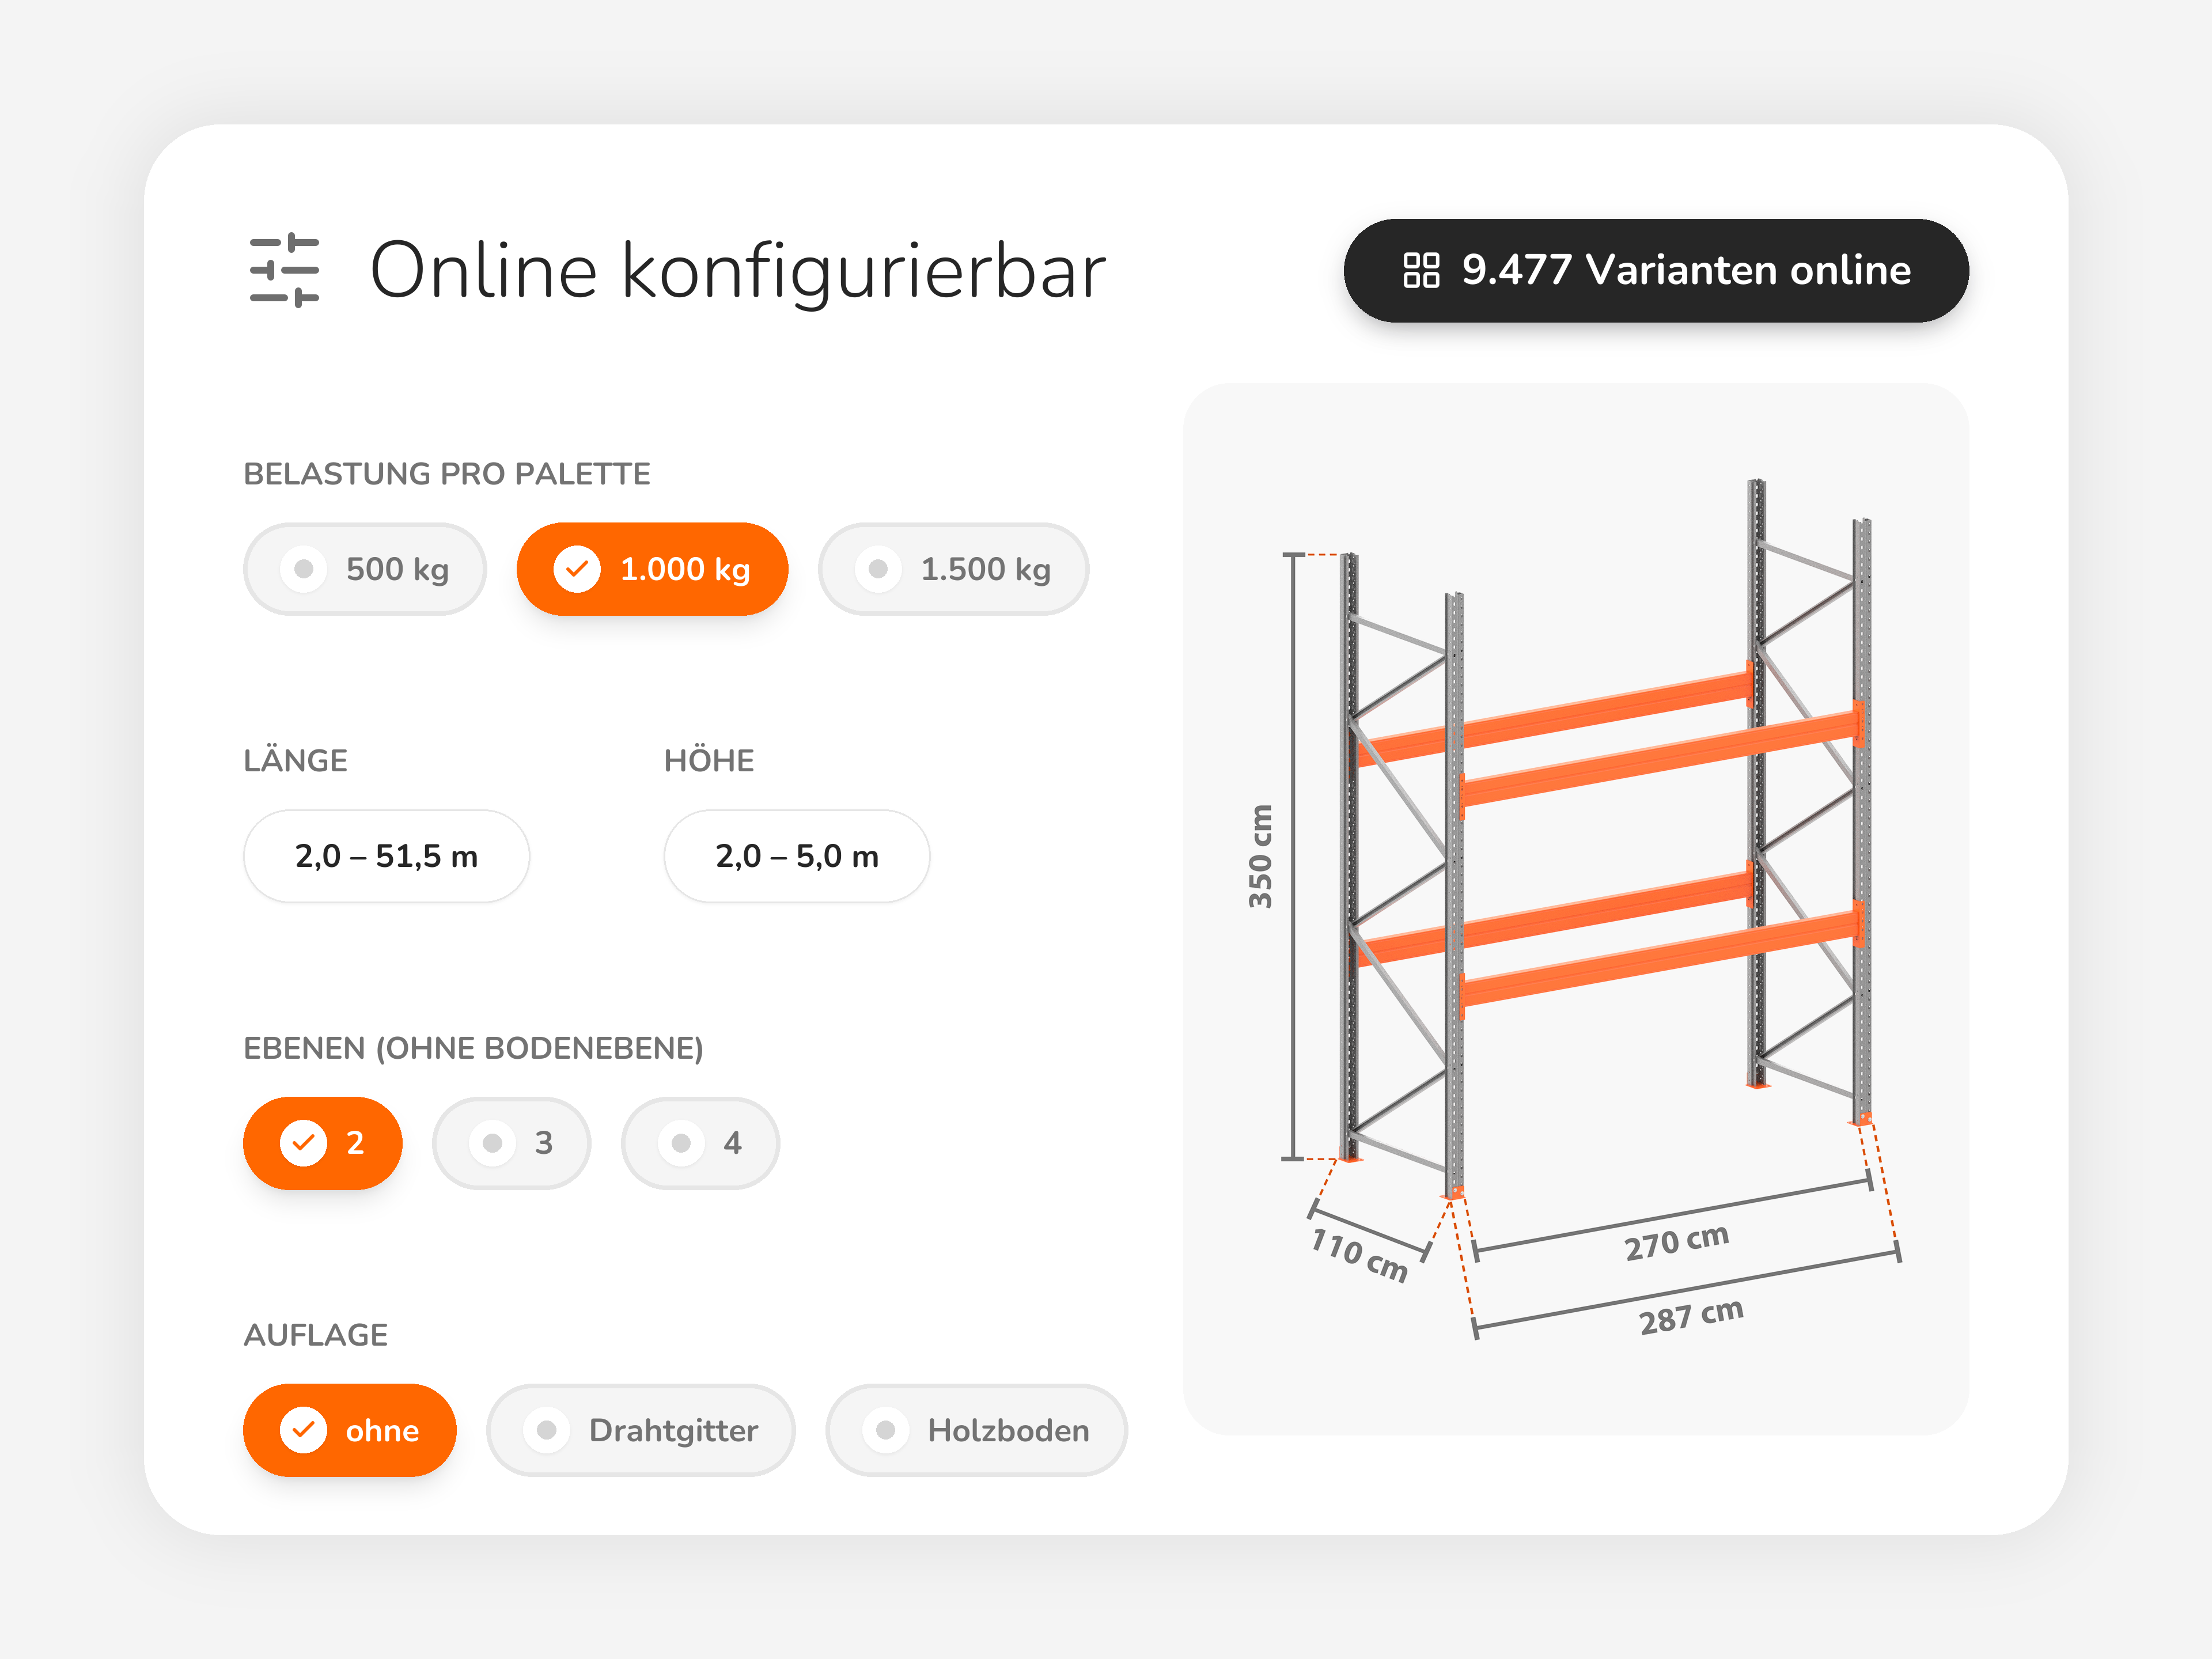 Online konfigurierbar
9.477 Varianten online
BELASTUNG PRO PALETTE
500 kg
1.000 kg
1.500 kg
LÄNGE
HÖHE
2,0 – 51,5 m
2,0 – 5,0 m
EBENEN (OHNE BODENEBENE)
2
3
4
AUFLAGE
ohne
Drahtgitter
Holzboden
350 cm
110 cm
270 cm
287 cm